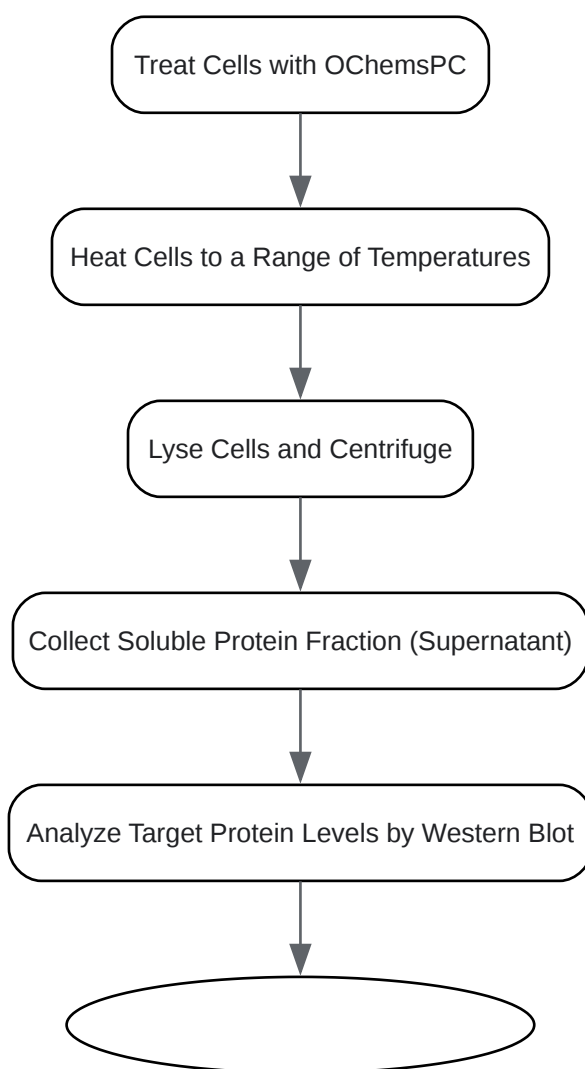 Treat Cells with OChemsPC
Heat Cells to a Range of Temperatures
Lyse Cells and Centrifuge
Collect Soluble Protein Fraction (Supernatant)
Analyze Target Protein Levels by Western Blot